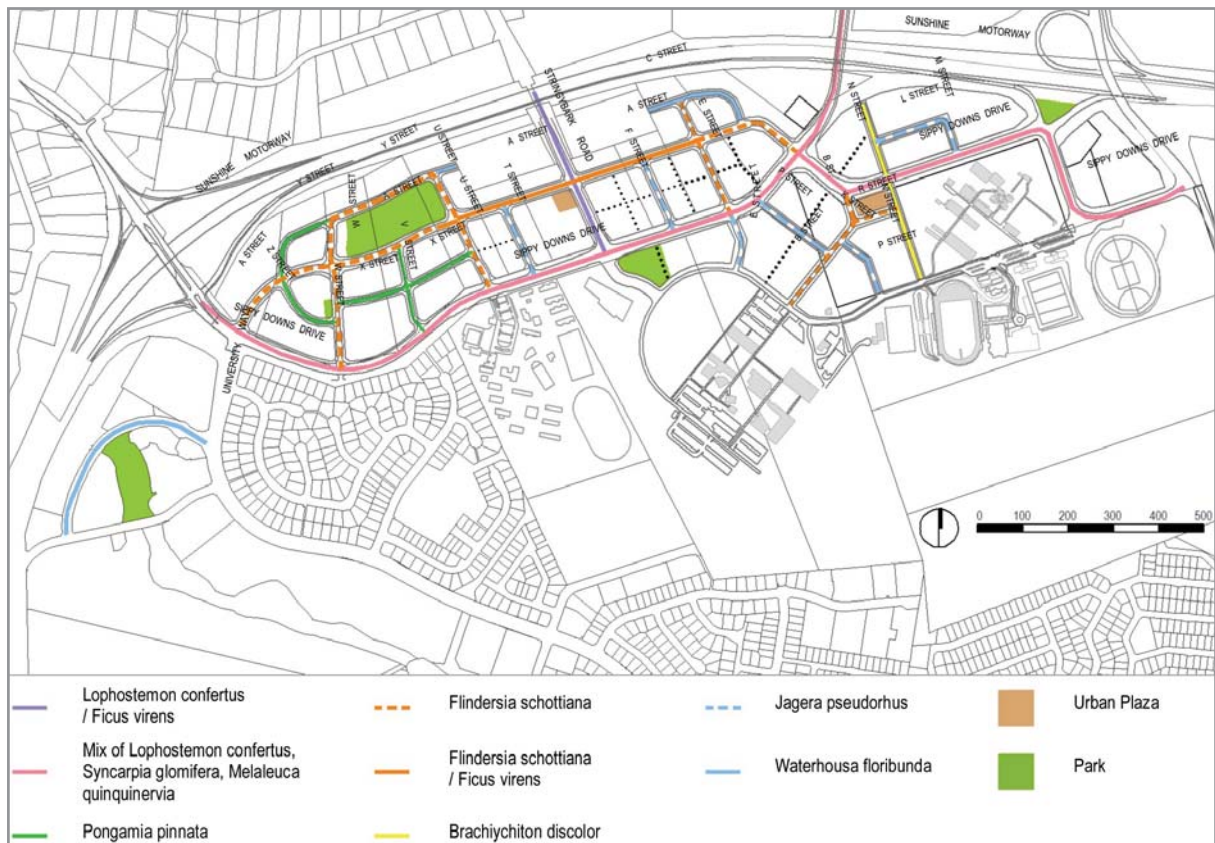 SUNSHINE MOTORWAY
C STREET
STRINGYBARK ROAD
M STREET
N STREET
L STREET
SIPPY DOWNS DRIVE
A STREET
E STREET
F STREET
A STREET
Y STREET
U STREET
SUNSHINE MOTORWAY
Y STREET
T STREET
U STREET
SIPPY DOWNS DRIVE
R STREET
B STREET
P STREET
W STREET
V
X STREET
X STREET
A STREET
Z STREET
W STREET
SIPPY DOWNS DRIVE
SIPPY DOWNS DRIVE
UNIVERSITY WAY
0 100 200 300 400 500
Lophostemon confertus
/ Ficus virens
Mix of Lophostemon confertus,
Syncarpia glomifera, Melaleuca
quinquinervia
Pongamia pinnata
Flindersia schottiana
Flindersia schottiana
/ Ficus virens
Brachiychiton discolor
Jagera pseudorhus
Waterhousa floribunda
Urban Plaza
Park